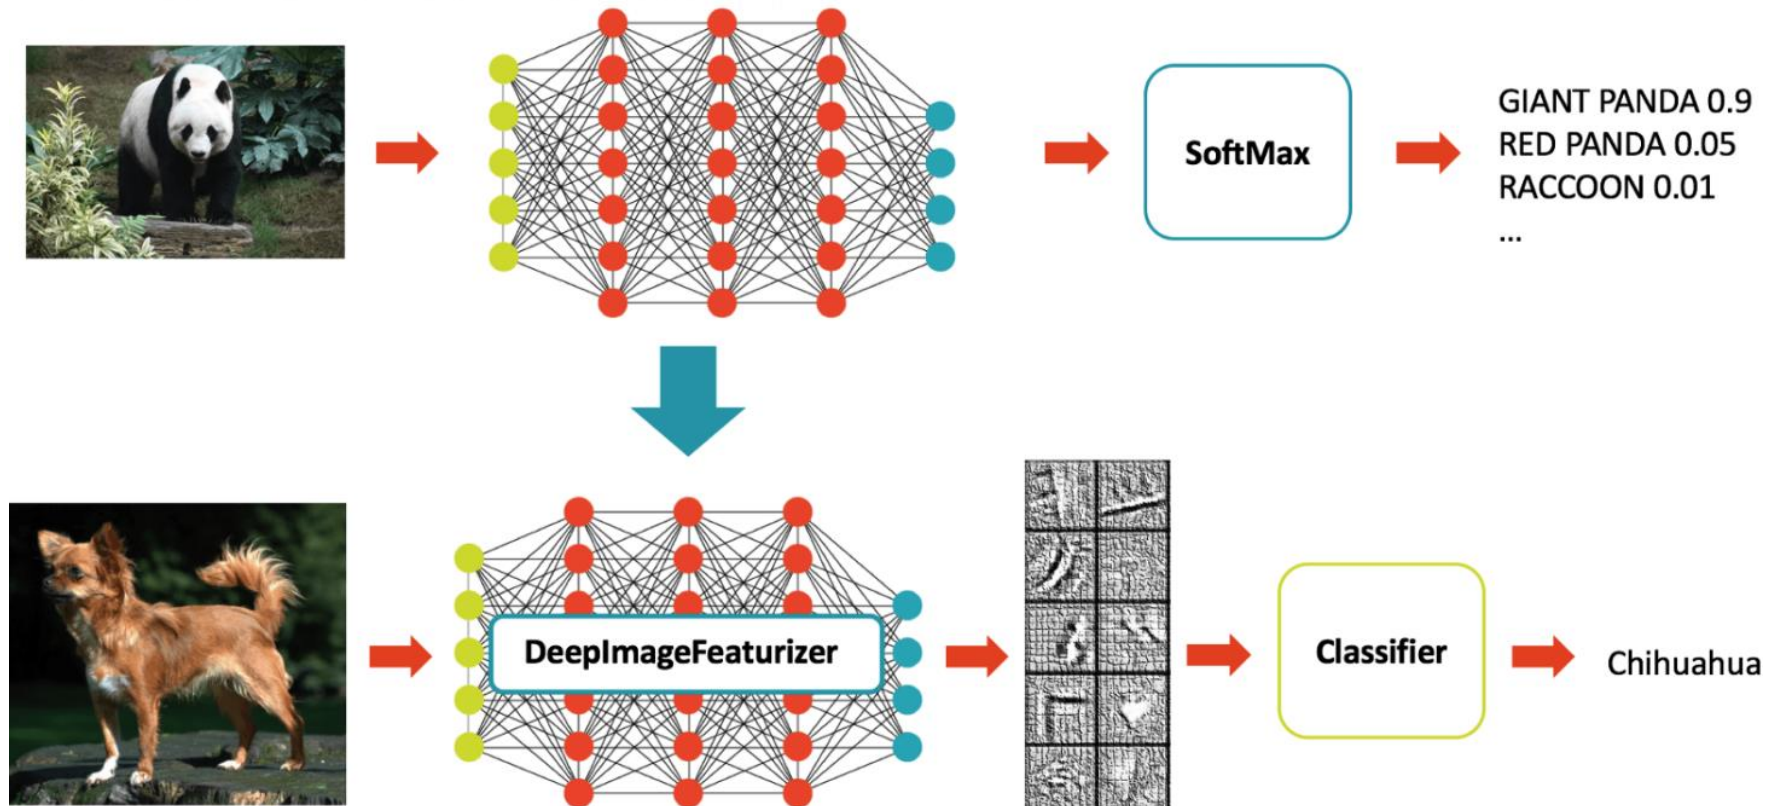 SoftMax
GIANT PANDA 0.9
RED PANDA 0.05
RACCOON 0.01
...
DeepImageFeaturizer
Classifier
Chihuahua